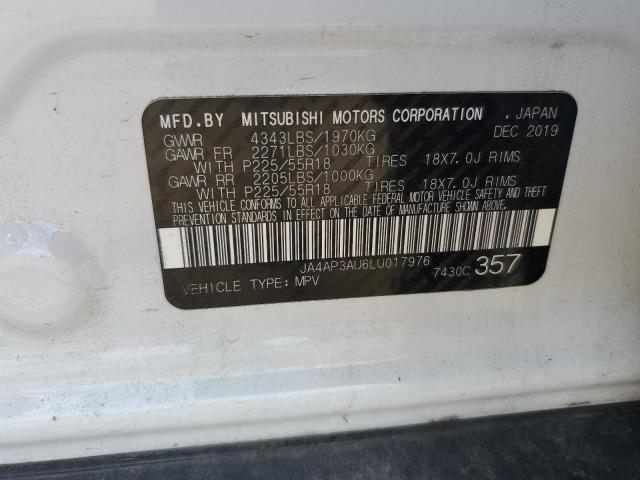 MFD.BY MITSUBISHI MOTORS CORPORATION . JAPAN
GVWR 4343LBS/1970KG DEC 2019
GAWR FR 2271LBS/1030KG
WITH P225/55R18 TIRES 18X7.0J RIMS
GAWR RR 2205LBS/1000KG
WITH P225/55R18 TIRES 18X7.0J RIMS
THIS VEHICLE CONFORMS TO ALL APPLICABLE FEDERAL MOTOR VEHICLE SAFETY AND THEFT
PREVENTION STANDARDS IN EFFECT ON THE DATE OF MANUFACTURE SHOWN ABOVE.
JA4AP3AU6LU017976
VEHICLE TYPE: MPV 7430C 357